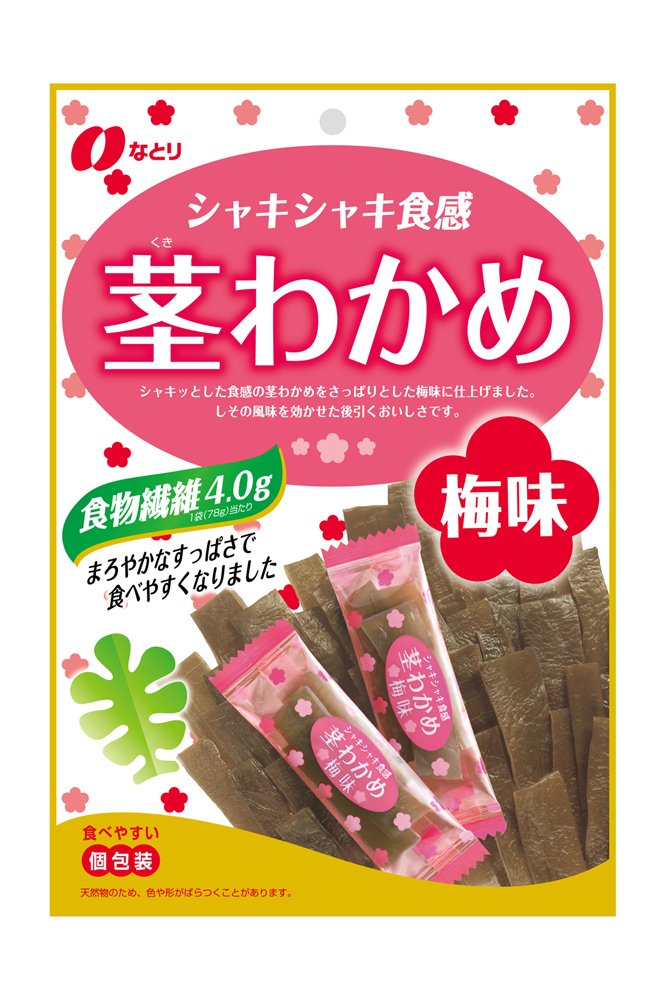 なとり
シャキシャキ食感
くき
茎わかめ
シャキッとした食感の茎わかめをさっぱりとした梅味に仕上げました。
しその風味を効かせた後引くおいしさです。
梅味
食物繊維4.0g
1袋(78g)当たり
まろやかなすっぱさで
食べやすくなりました
シャキシャキ食感
茎わかめ
梅味
シャキシャキ食感
茎わかめ
梅味
食べやすい
個包装
天然物のため、色や形がばらつくことがあります。